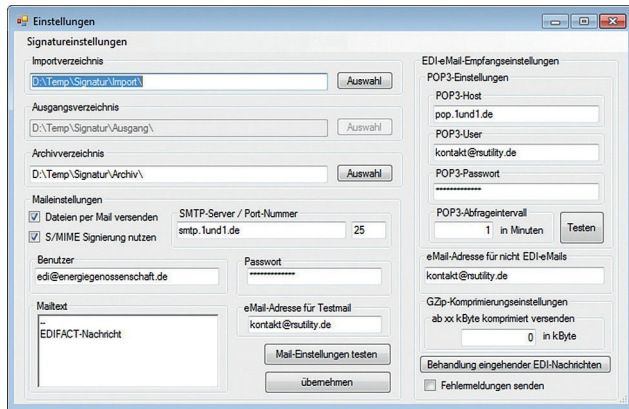 Einstellungen
Signatureinstellungen
Importverzeichnis
D:\Temp\Signatur\Import\
Auswahl
Ausgangsverzeichnis
D:\Temp\Signatur\Ausgang\
Auswahl
Archivverzeichnis
D:\Temp\Signatur\Archiv\
Auswahl
Maileinstellungen
Dateien per Mail versenden
S/MIME Signierung nutzen
SMTP-Server / Port-Nummer
smtp.1und1.de 25
Benutzer
edi@energiegenossenschaft.de
Passwort
*************
Mailtext
--
EDIFACT-Nachricht
eMail-Adresse für Testmail
kontakt@rsutility.de
Mail-Einstellungen testen
übernehmen
EDI-eMail-Empfangseinstellungen
POP3-Einstellungen
POP3-Host
pop.1und1.de
POP3-User
kontakt@rsutility.de
POP3-Passwort
*************
POP3-Abfrageintervall
1 in Minuten
Testen
eMail-Adresse für nicht EDI-eMails
kontakt@rsutility.de
GZip-Komprimierungseinstellungen
ab xx kByte komprimiert versenden
0 in kByte
Behandlung eingehender EDI-Nachrichten
Fehlermeldungen senden